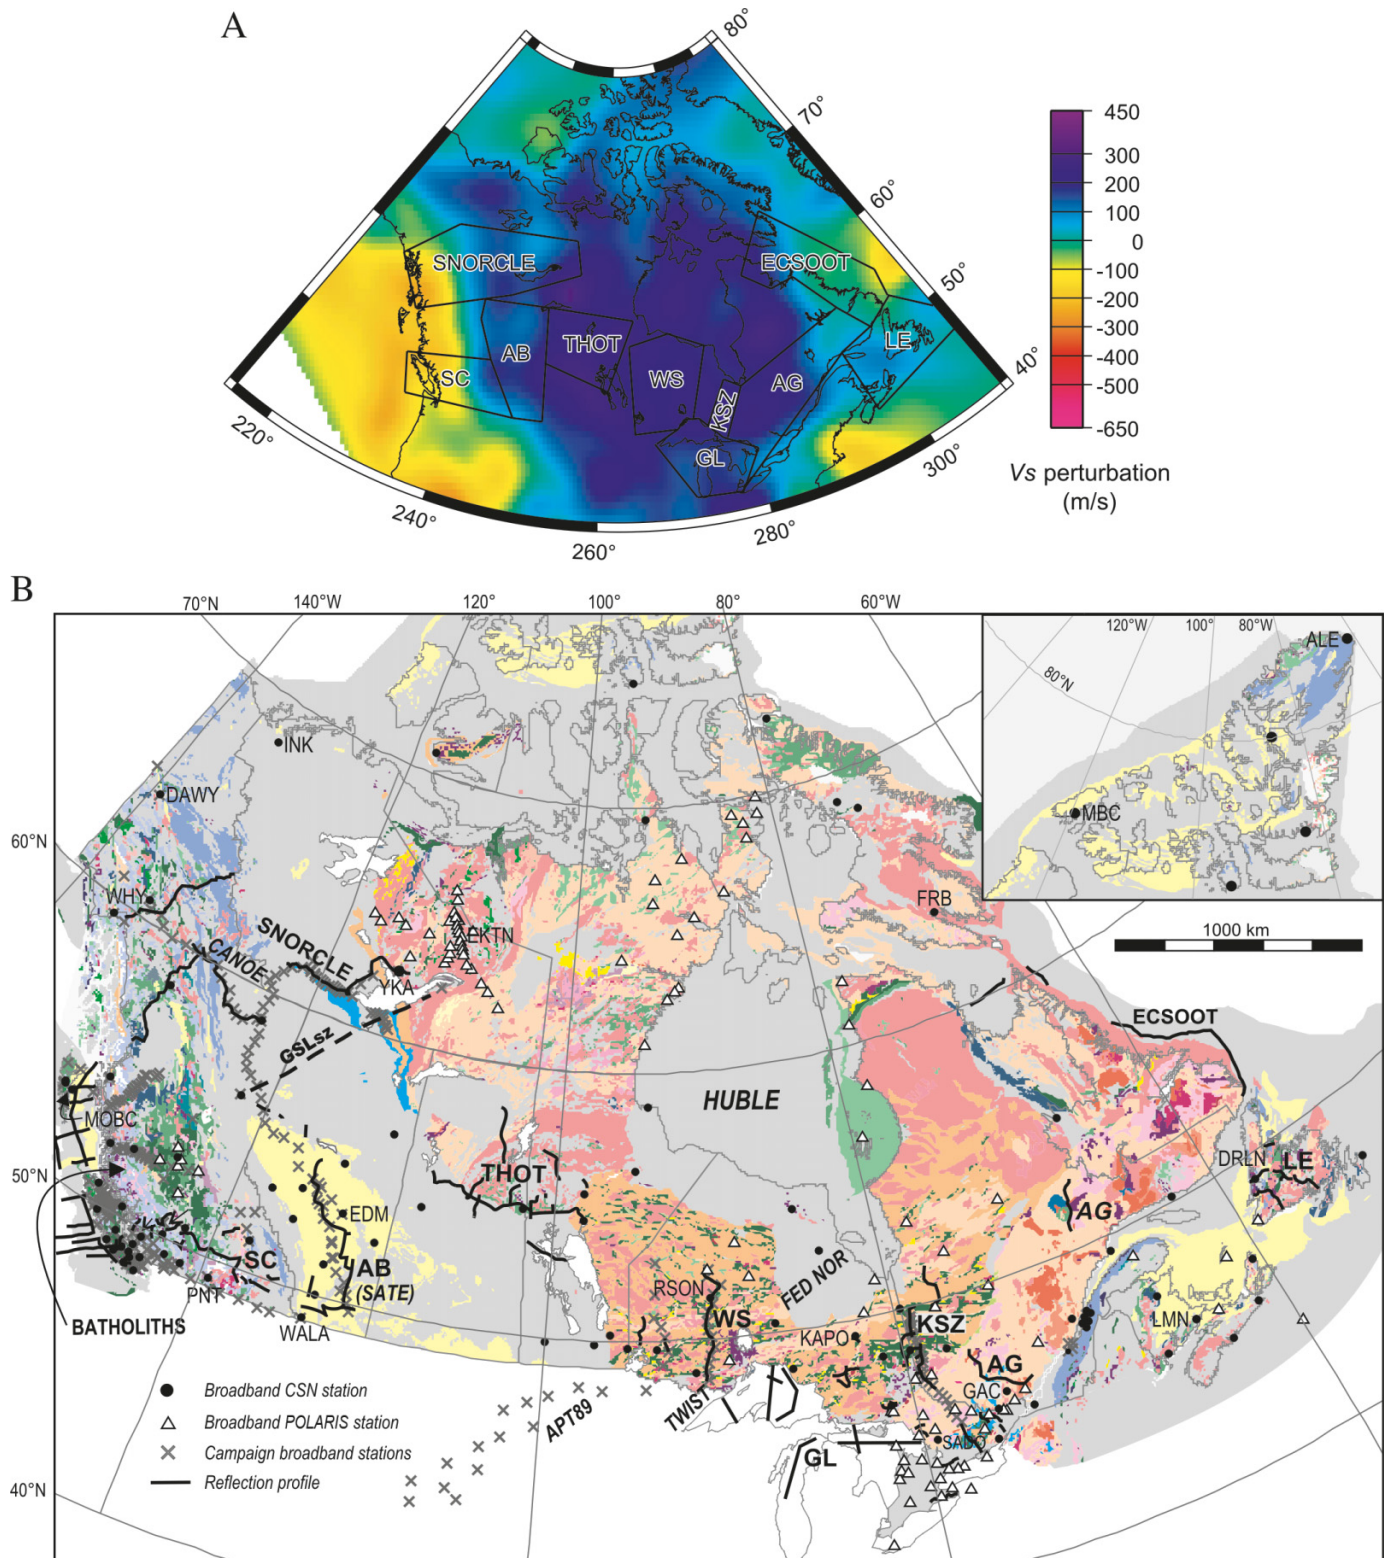 A
80°
70°
60°
50°
40°
220°
240°
260°
280°
300°
SNORCLE
ECSOOT
AB
THOT
SC
WS
KSZ
AG
LE
GL
450
300
200
100
0
-100
-200
-300
-400
-500
-650
Vs perturbation
(m/s)
B
70°N
140°W
120°
100°
80°
60°W
120°W
100°
80°W
ALE
80°N
MBC
INK
DAWY
60°N
WHY
CANOE
SNORCLE
EKTN
YKA
GSLsz
FRB
1000 km
ECSOOT
HUBLE
MOBC
50°N
THOT
DRLN
LE
EDM
AG
SC
AB
(SATE)
PNT
RSON
WS
FED NOR
KSZ
KAPO
LMN
BATHOLITHS
WALA
AG
GAC
Broadband CSN station
Broadband POLARIS station
Campaign broadband stations
Reflection profile
APT89
TWIST
GL
SADO
40°N